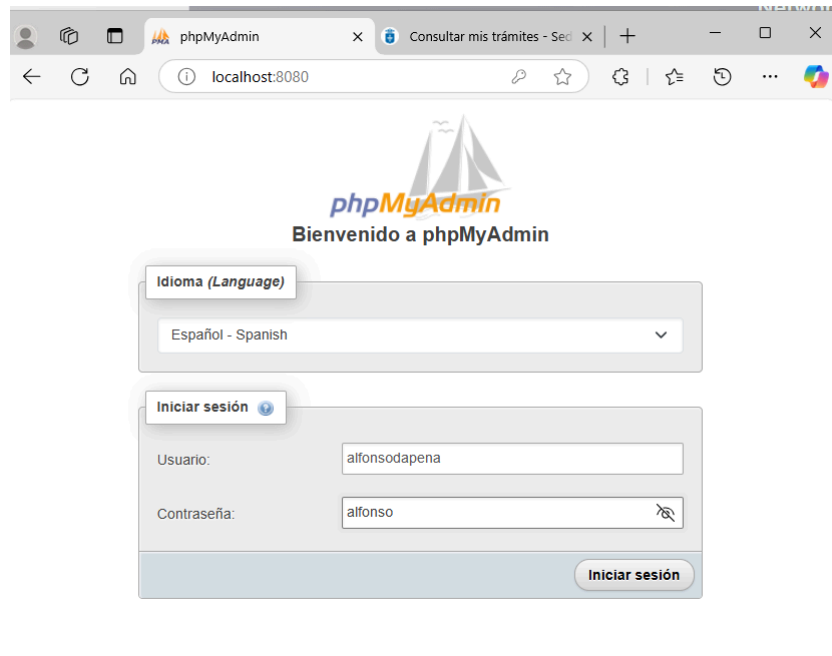 phpMyAdmin
Consultar mis trámites - Sed
localhost:8080
phpMyAdmin
Bienvenido a phpMyAdmin
Idioma (Language)
Español - Spanish
Iniciar sesión
Usuario:
alfonsodapena
Contraseña:
alfonso
Iniciar sesión